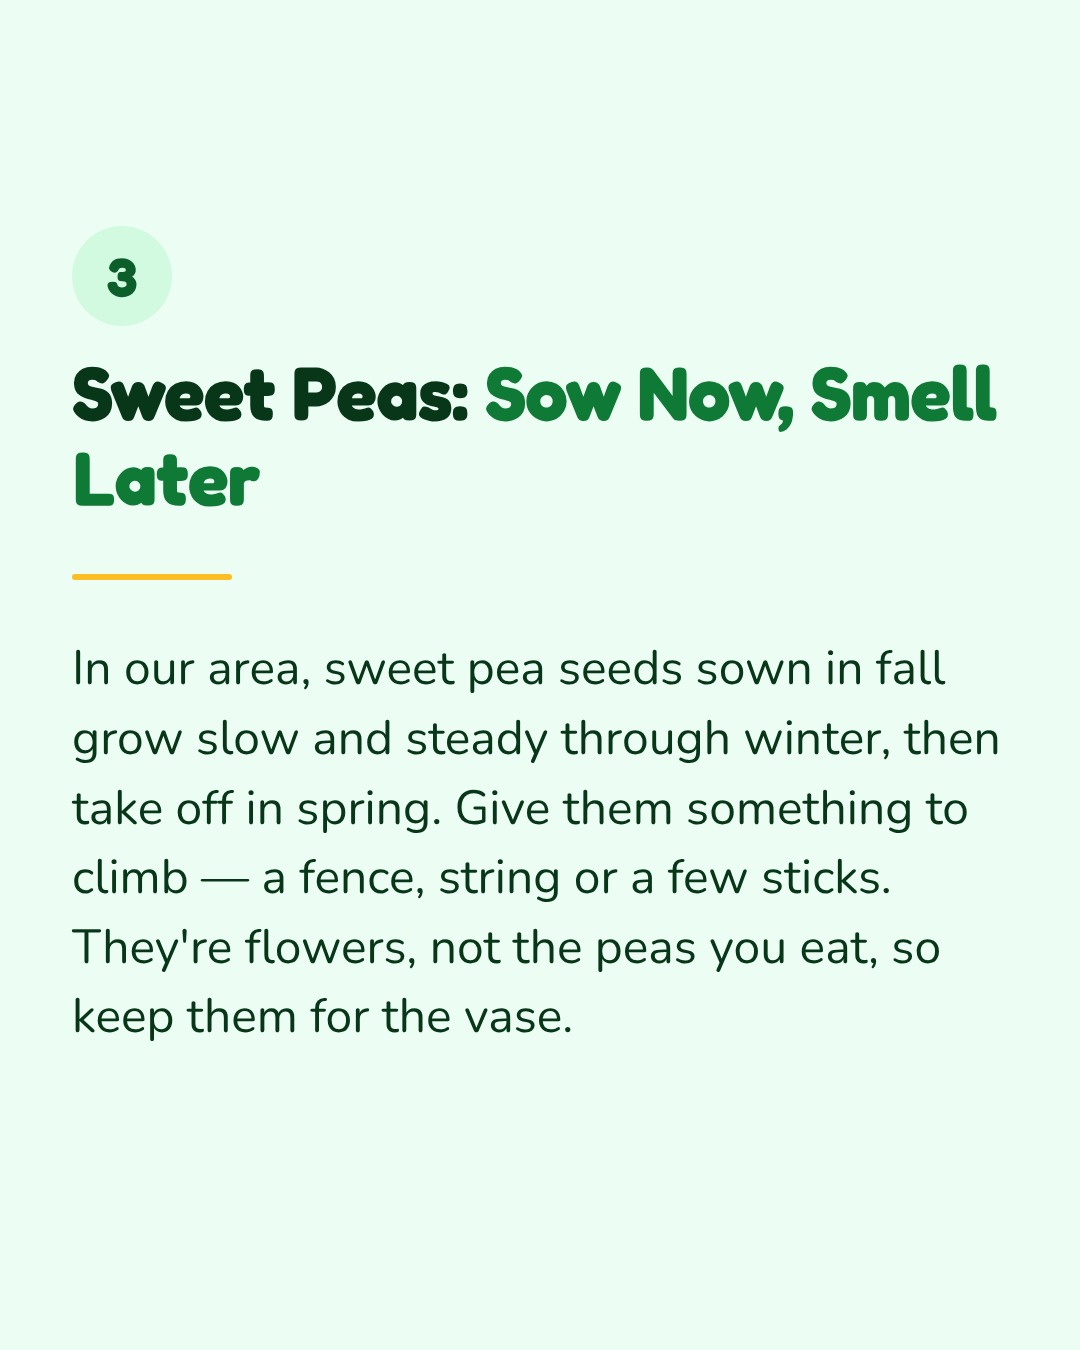 3
Sweet Peas: Sow Now, Smell
Later
In our area, sweet pea seeds sown in fall
grow slow and steady through winter, then
take off in spring. Give them something to
climb — a fence, string or a few sticks.
They're flowers, not the peas you eat, so
keep them for the vase.